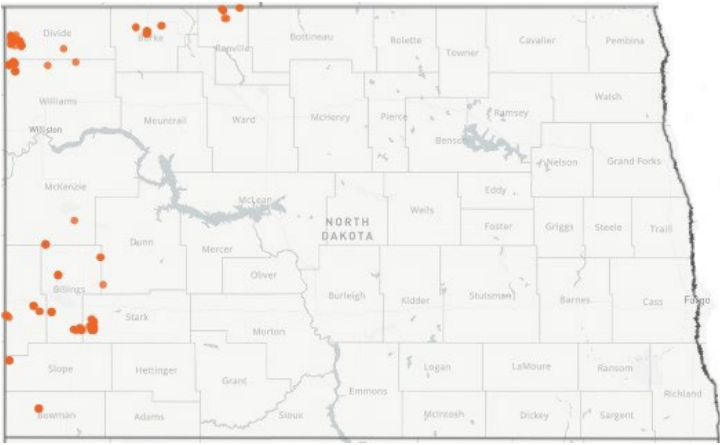 Divide
Burke
Renville
Bottineau
Rolette
Towner
Cavalier
Pembina
Williams
Mountrail
Ward
McHenry
Pierce
Ramsey
Walsh
Williston
Benson
Nelson
Grand Forks
McKenzie
McLean
Eddy
Wells
Foster
Griggs
Steele
Traill
NORTH
DAKOTA
Dunn
Mercer
Oliver
Billings
Burleigh
Kidder
Stutsman
Barnes
Cass
Fargo
Stark
Morton
Slope
Hettinger
Grant
Logan
LaMoure
Ransom
Emmons
Richland
Bowman
Adams
Sioux
McIntosh
Dickey
Sargent